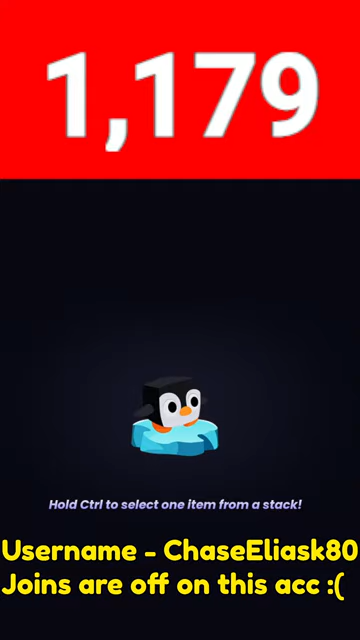 1,179
Hold Ctrl to select one item from a stack!
Username - ChaseEliask80
Joins are off on this acc :(